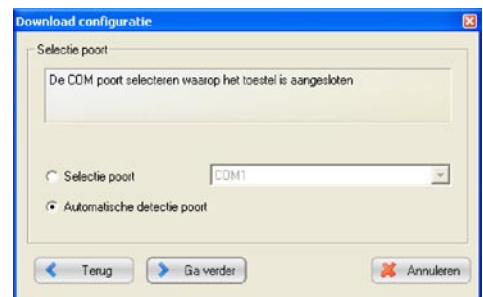 Download configuratie
Selectie poort
De COM poort selecteren waarop het toestel is aangesloten
Selectie poort
COM1
Automatische detectie poort
Terug
Ga verder
Annuleren